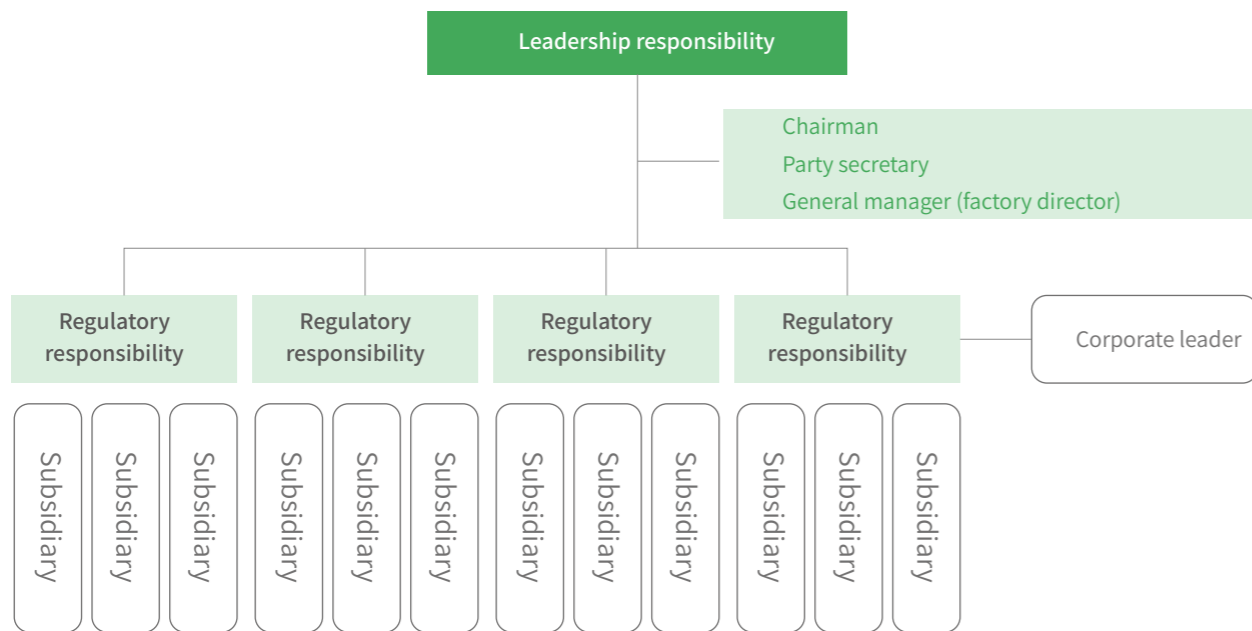 Leadership responsibility
Chairman
Party secretary
General manager (factory director)
Regulatory
responsibility
Regulatory
responsibility
Regulatory
responsibility
Regulatory
responsibility
Corporate leader
Subsidiary
Subsidiary
Subsidiary
Subsidiary
Subsidiary
Subsidiary
Subsidiary
Subsidiary
Subsidiary
Subsidiary
Subsidiary
Subsidiary